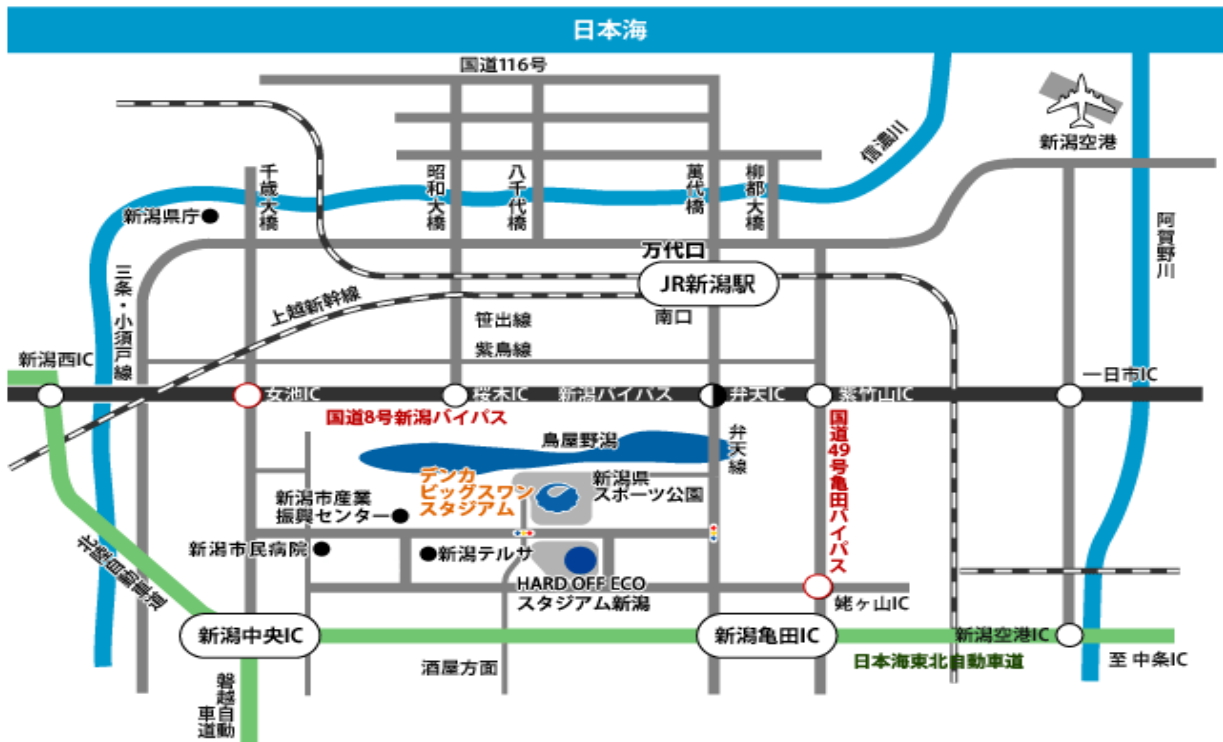 日本海
国道116号
信濃川
新潟空港
千歳大橋
昭和大橋
八千代橋
萬代橋
柳都大橋
新潟県庁
阿賀野川
万代口
JR新潟駅
南口
三条・小須戸線
上越新幹線
笹出線
紫鳥線
新潟西IC
一日市IC
女池IC
桜木IC
新潟バイパス
弁天IC
紫竹山IC
国道8号新潟バイパス
鳥屋野潟
弁天線
国道49号亀田バイパス
デンカ
ビッグスワン
スタジアム
新潟県
スポーツ公園
新潟市産業
振興センター
新潟市民病院
新潟テルサ
北陸自動車道
HARD OFF ECO
スタジアム新潟
姥ヶ山IC
新潟中央IC
新潟亀田IC
新潟空港IC
日本海東北自動車道
至 中条IC
酒屋方面
磐越自動
車道